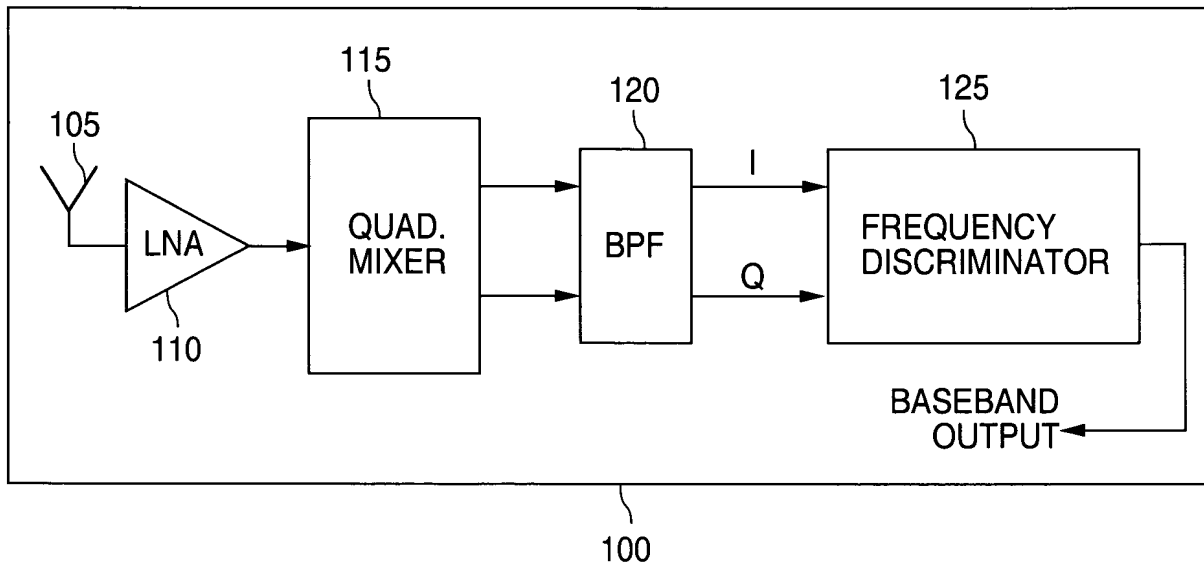 115
120
125
105
I
LNA
QUAD.
MIXER
BPF
FREQUENCY
DISCRIMINATOR
Q
110
BASEBAND
OUTPUT
100